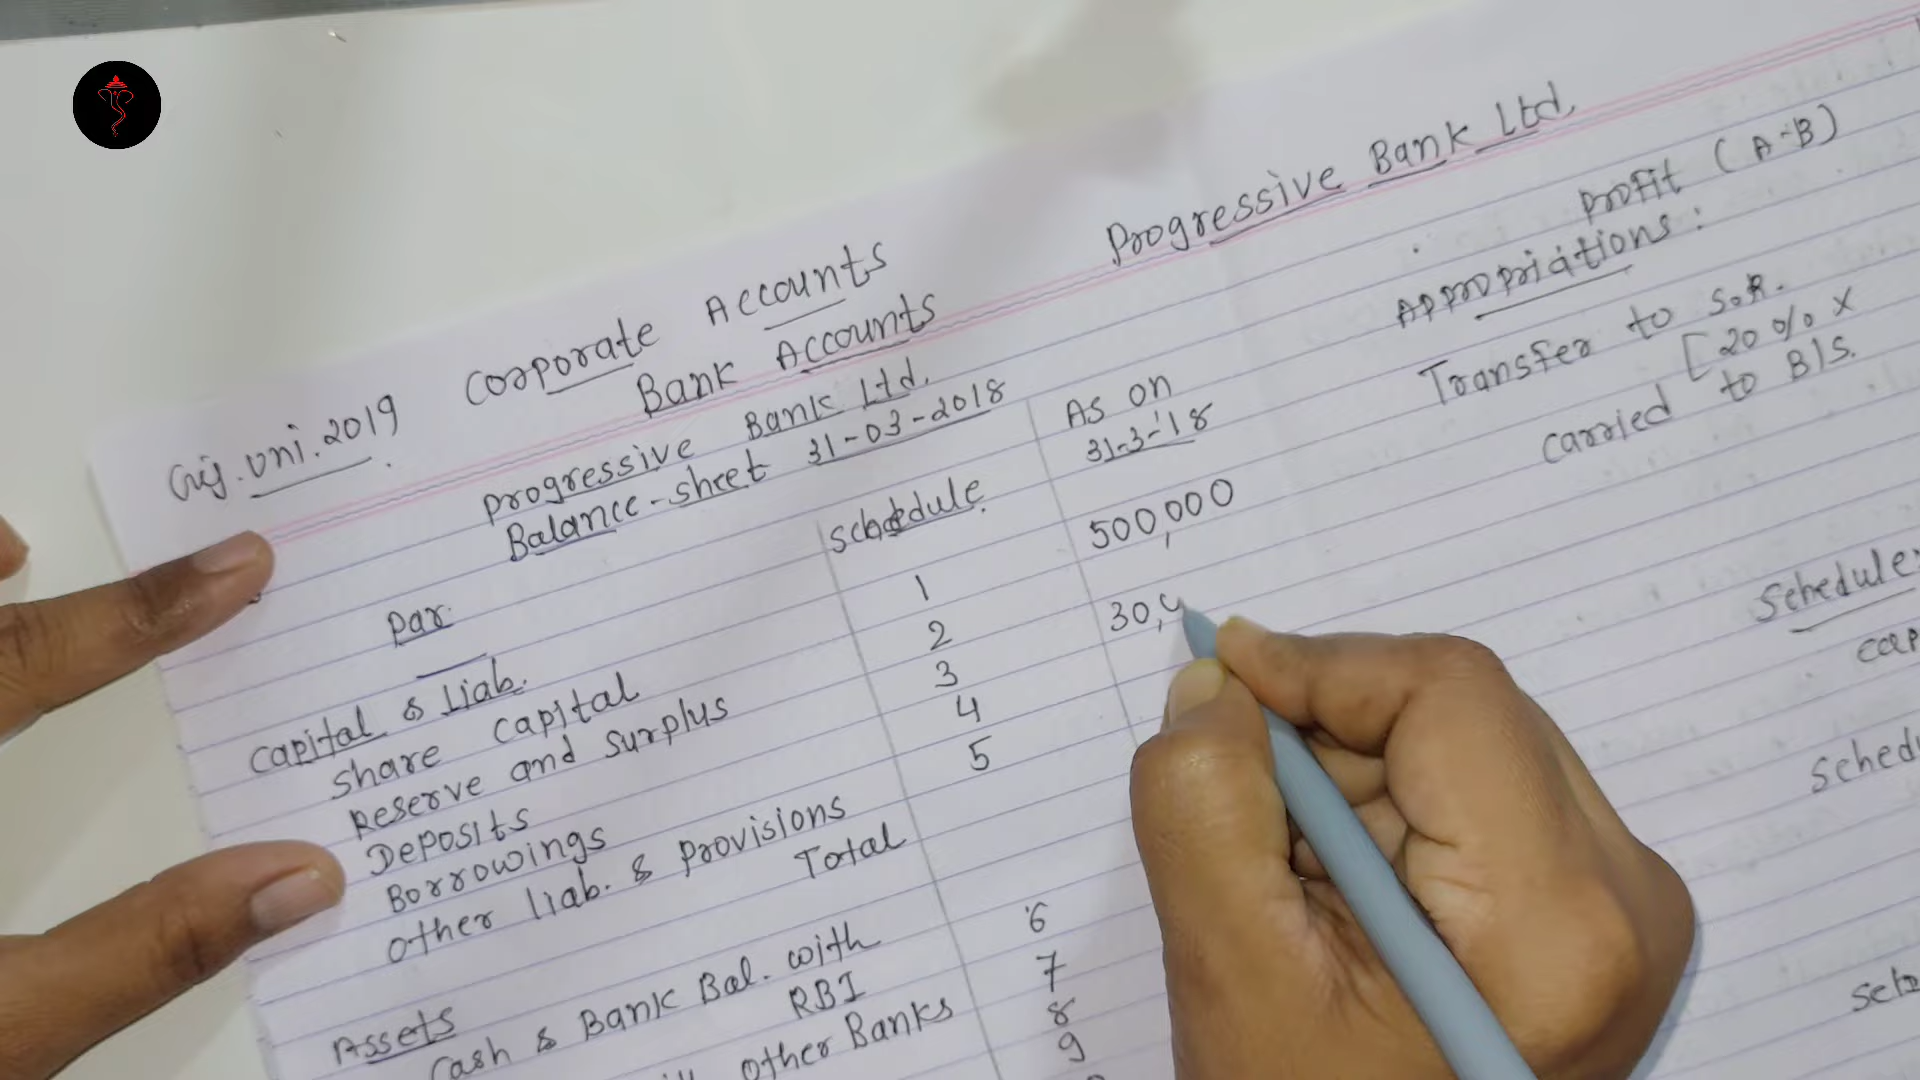 Guj. Uni. 2019
Corporate Accounts
Bank Accounts
Progressive Bank Ltd.
Balance-sheet 31-03-2018
Par.
Schedule.
As on
31-3-'18
Capital & Liab.
Share Capital 1 500,000
Reserve and Surplus 2
Deposits 3 30,
Borrowings 4
Other liab. & provisions 5
Total
Assets
Cash & Bank Bal. with
RBI 6
other Banks 7
8
9
Progressive Bank Ltd.
Profit (A-B)
Appropriations:
Transfer to S.R.
[20% x
Carried to B/S.
Schedule